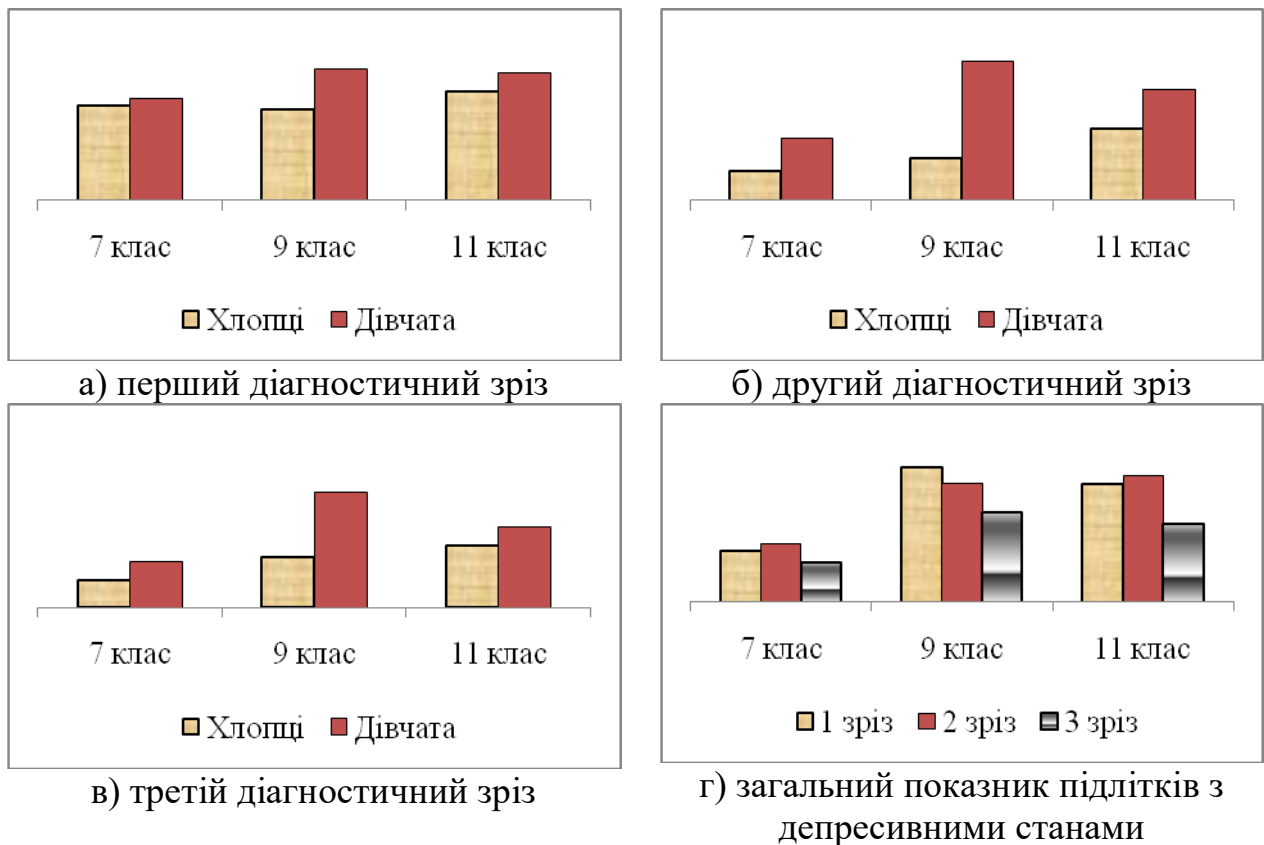 7 клас 9 клас 11 клас
Хлопці Дівчата
а) перший діагностичний зріз
7 клас 9 клас 11 клас
Хлопці Дівчата
б) другий діагностичний зріз
7 клас 9 клас 11 клас
Хлопці Дівчата
в) третій діагностичний зріз
7 клас 9 клас 11 клас
1 зріз 2 зріз 3 зріз
г) загальний показник підлітків з
депресивними станами